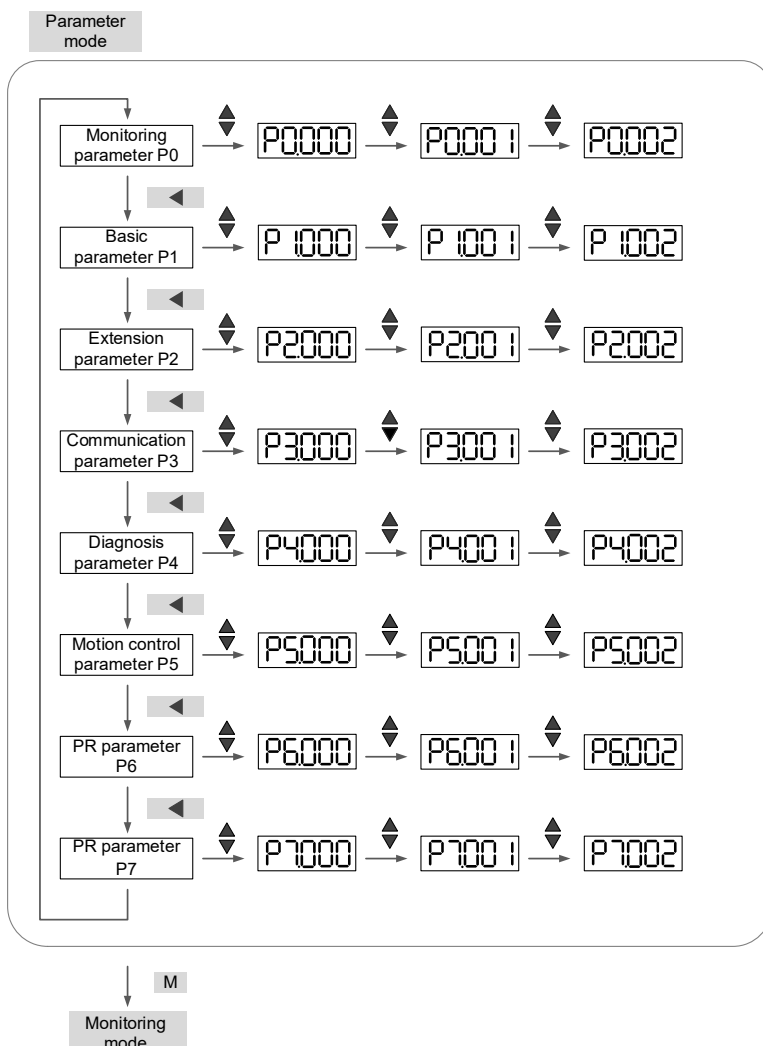 Parameter
mode
Monitoring
parameter P0
P0.000
P0.001
P0.002
Basic
parameter P1
P1.000
P1.001
P1.002
Extension
parameter P2
P2.000
P2.001
P2.002
Communication
parameter P3
P3.000
P3.001
P3.002
Diagnosis
parameter P4
P4.000
P4.001
P4.002
Motion control
parameter P5
P5.000
P5.001
P5.002
PR parameter
P6
P6.000
P6.001
P6.002
PR parameter
P7
P7.000
P7.001
P7.002
M
Monitoring
mode